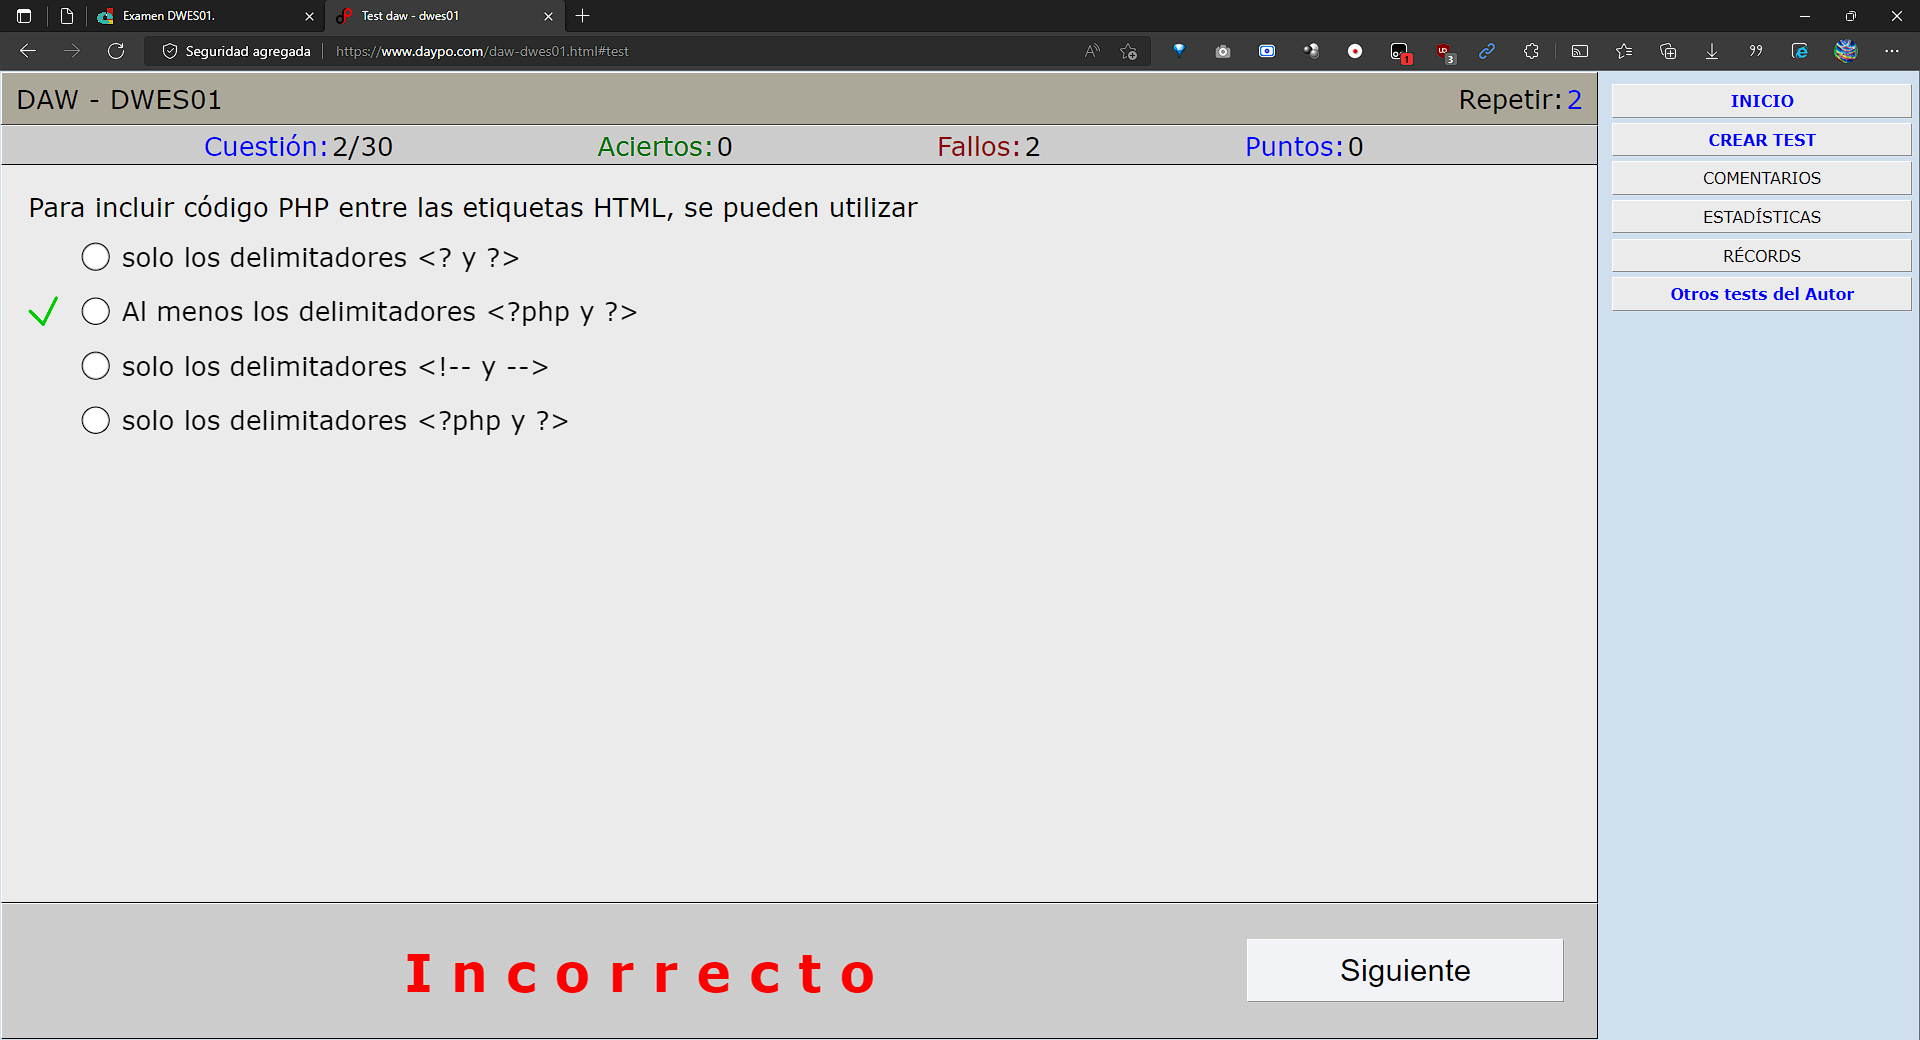 Examen DWES01.
Test daw - dwes01
Seguridad agregada
https://www.daypo.com/daw-dwes01.html#test
1
3
DAW - DWES01
Repetir: 2
Cuestión: 2/30
Aciertos: 0
Fallos: 2
Puntos: 0
Para incluir código PHP entre las etiquetas HTML, se pueden utilizar
solo los delimitadores <? y ?>
Al menos los delimitadores <?php y ?>
solo los delimitadores <!-- y -->
solo los delimitadores <?php y ?>
Incorrecto
Siguiente
INICIO
CREAR TEST
COMENTARIOS
ESTADÍSTICAS
RÉCORDS
Otros tests del Autor